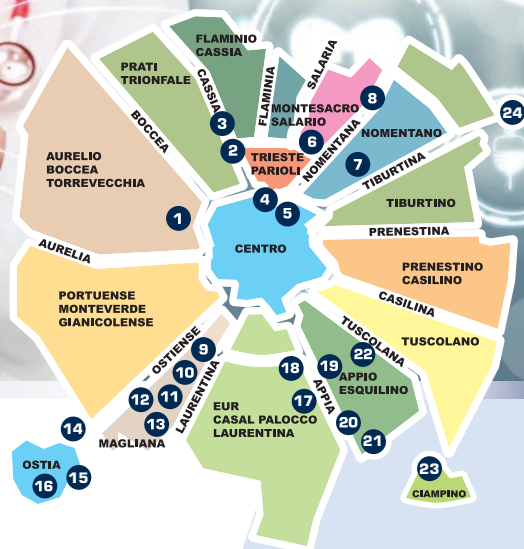 FLAMINIO
CASSIA
PRATI
TRIONFALE
CASSIA
FLAMINIA
SALARIA
BOCCEA
3
2
MONTESACRO
SALARIO
8
6
24
NOMENTANO
NOMENTANA
7
TRIESTE
PARIOLI
TIBURTINA
AURELIO
BOCCEA
TORREVECCHIA
1
4
5
TIBURTINO
PRENESTINA
AURELIA
CENTRO
PRENESTINO
CASILINO
CASILINA
PORTUENSE
MONTEVERDE
GIANICOLENSE
TUSCOLANA
TUSCOLANO
OSTIENSE
9
10
11
12
13
LAURENTINA
MAGLIANA
18
17
EUR
CASAL PALOCCO
LAURENTINA
APPIA
19
22
APPIO
ESQUILINO
20
21
14
OSTIA
16
15
23
CIAMPINO